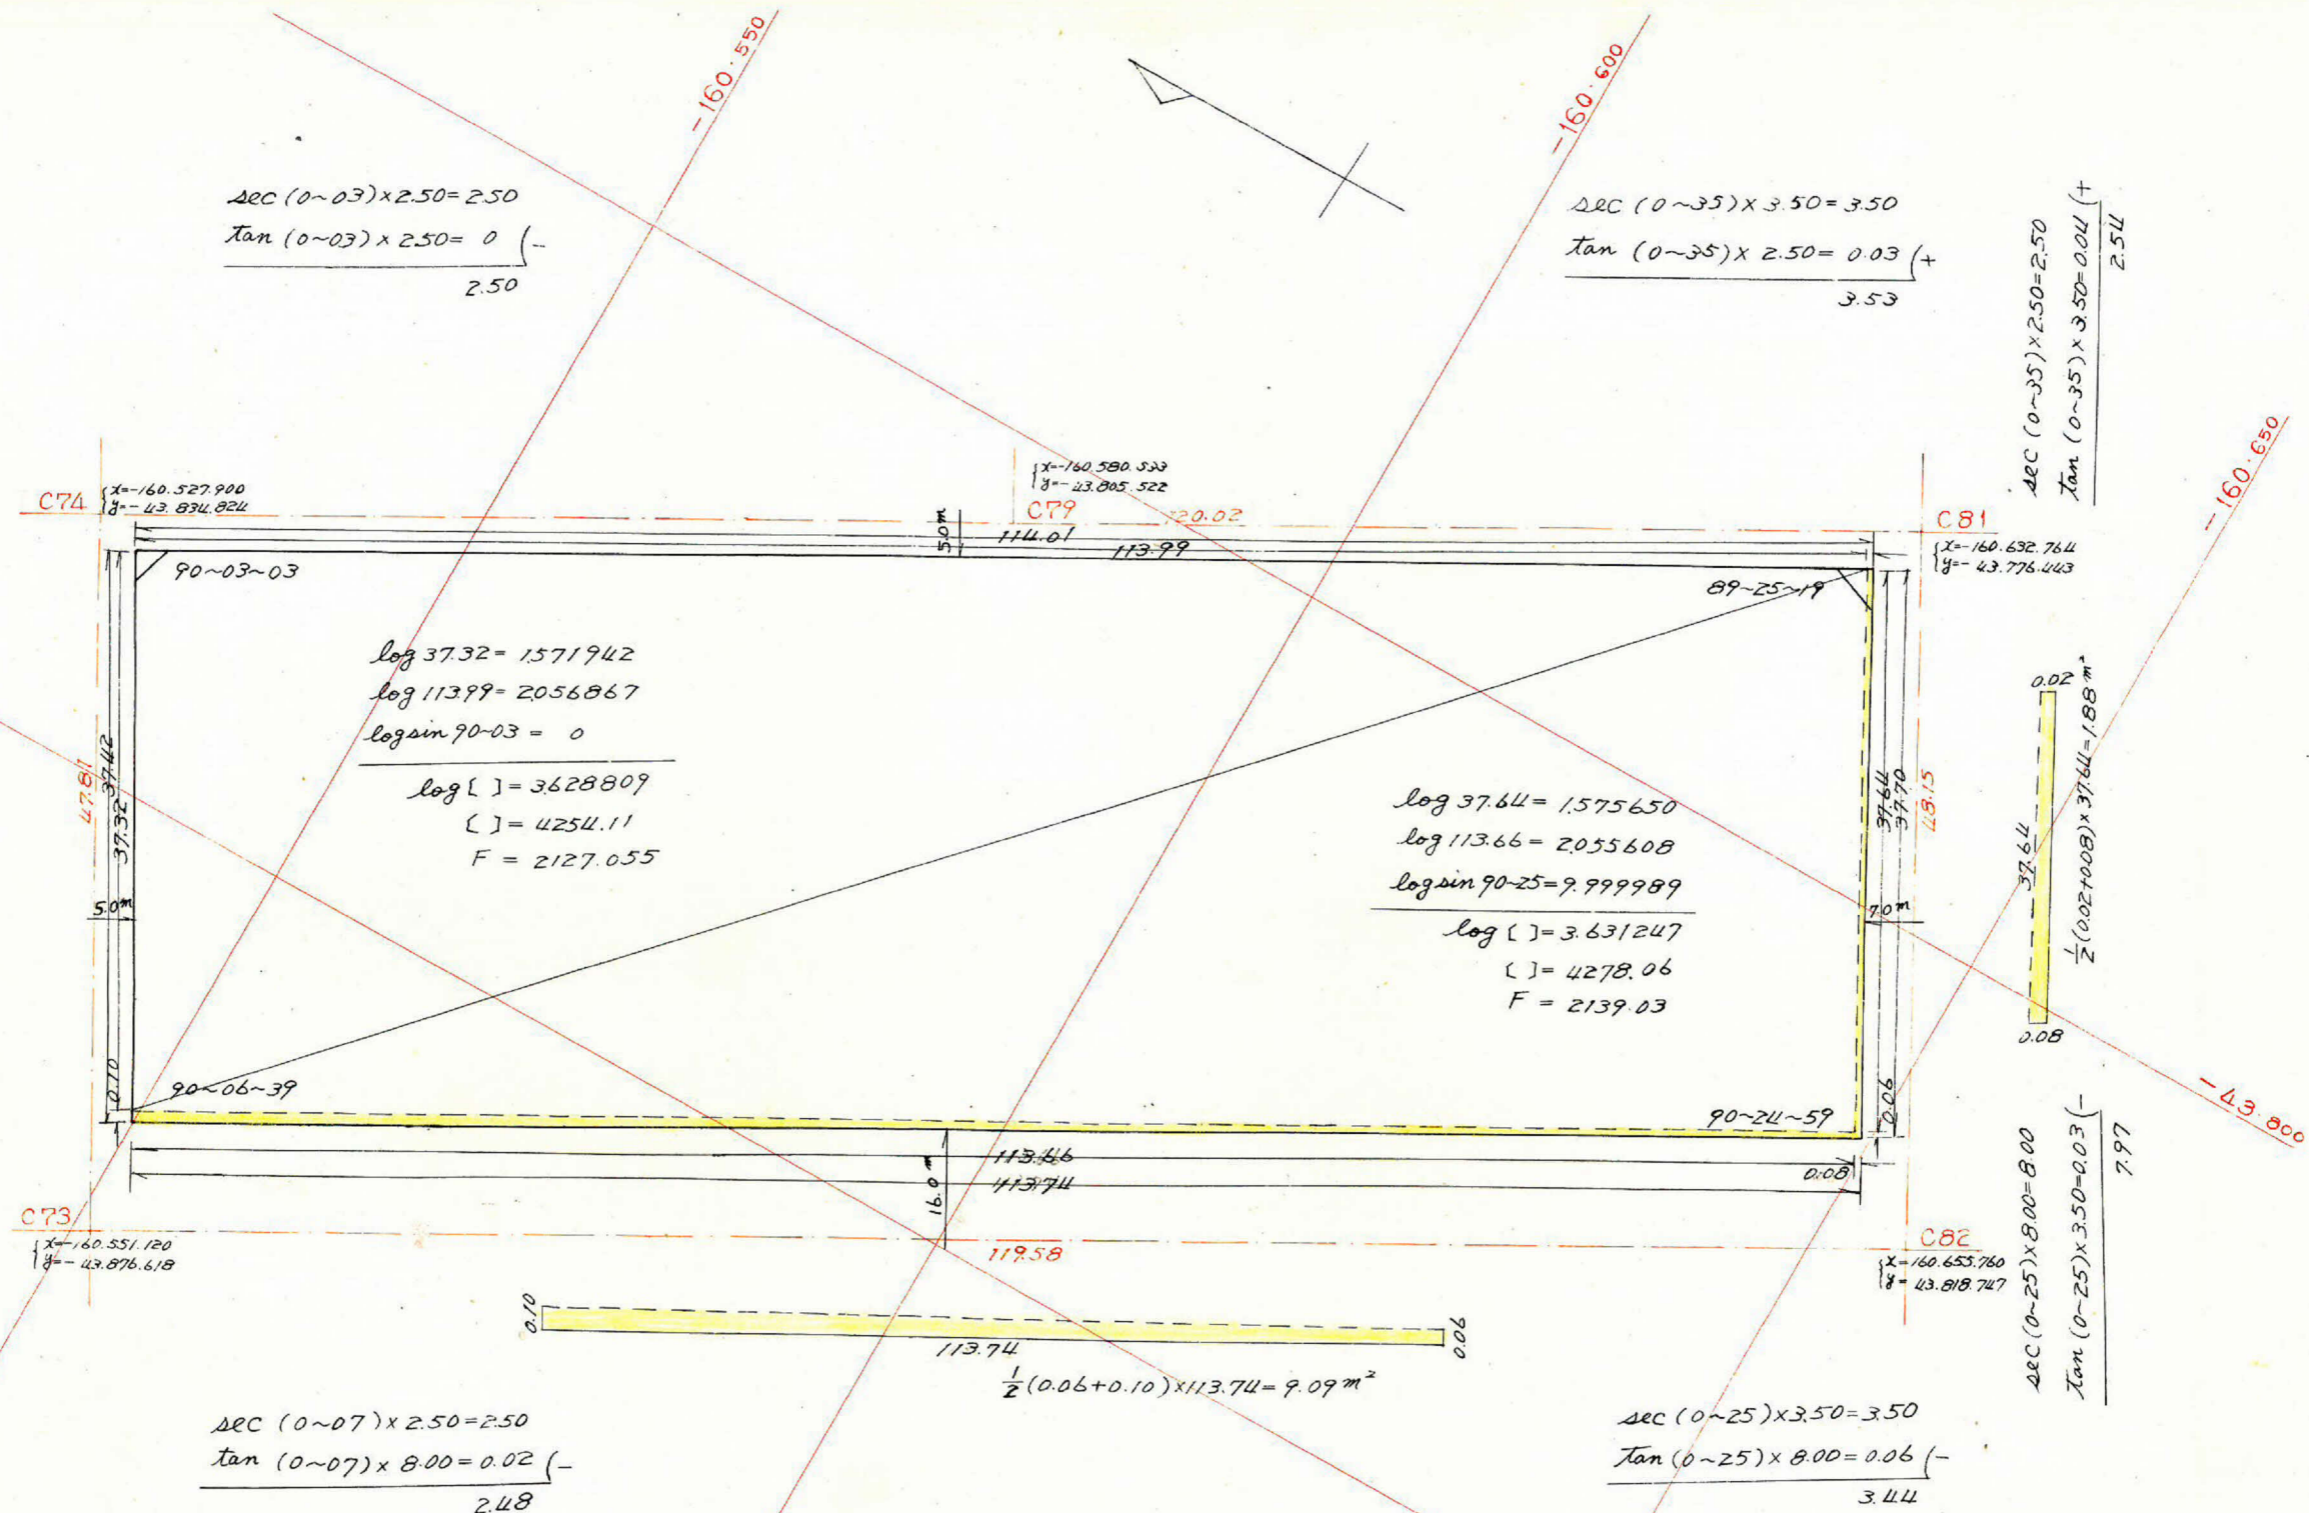 -160.550
-160.600
sec (0~03)×2.50=2.50
tan (0~03)×2.50= 0 (-
2.50
sec (0~35)×3.50=3.50
tan (0~35)×2.50= 0.03 (+
3.53
sec (0~35)×2.50=2.50
tan (0~35)×3.50=0.04 (+
2.54
-160.650
C74
x=-160.527.900
y=-43.834.824
x=-160.580.533
y=-43.805.522
C79
120.02
C81
x=-160.632.764
y=-43.776.443
5.0m
114.01
113.99
90~03~03
89~25~19
log 37.32= 1.571942
log 113.99= 2.056867
log sin 90~03 = 0
log [ ]=3.628809
[ ]= 4254.11
F = 2127.055
log 37.64= 1.575650
log 113.66= 2.055608
log sin 90~25=9.999989
log [ ]=3.631247
[ ]= 4278.06
F = 2139.03
47.81
37.42
37.32
5.0m
0.10
37.64
37.70
48.15
7.0m
0.06
0.02
37.64
0.08
1/2(0.02+0.08)×37.64=1.88m²
90~06~39
90~24~59
113.66
113.74
0.08
16.0m
-43.800
C73
x=-160.551.120
y=-43.876.618
119.58
C82
x=160.655.760
= 43.818.747
0.10
113.74
0.06
1/2(0.06+0.10)×113.74=9.09m²
sec (0~25)×8.00=8.00
tan (0~25)×3.50=0.03 (-
7.97
sec (0~07)×2.50=2.50
tan (0~07)×8.00=0.02 (-
2.48
sec (0~25)×3.50=3.50
tan (0~25)×8.00=0.06 (-
3.44